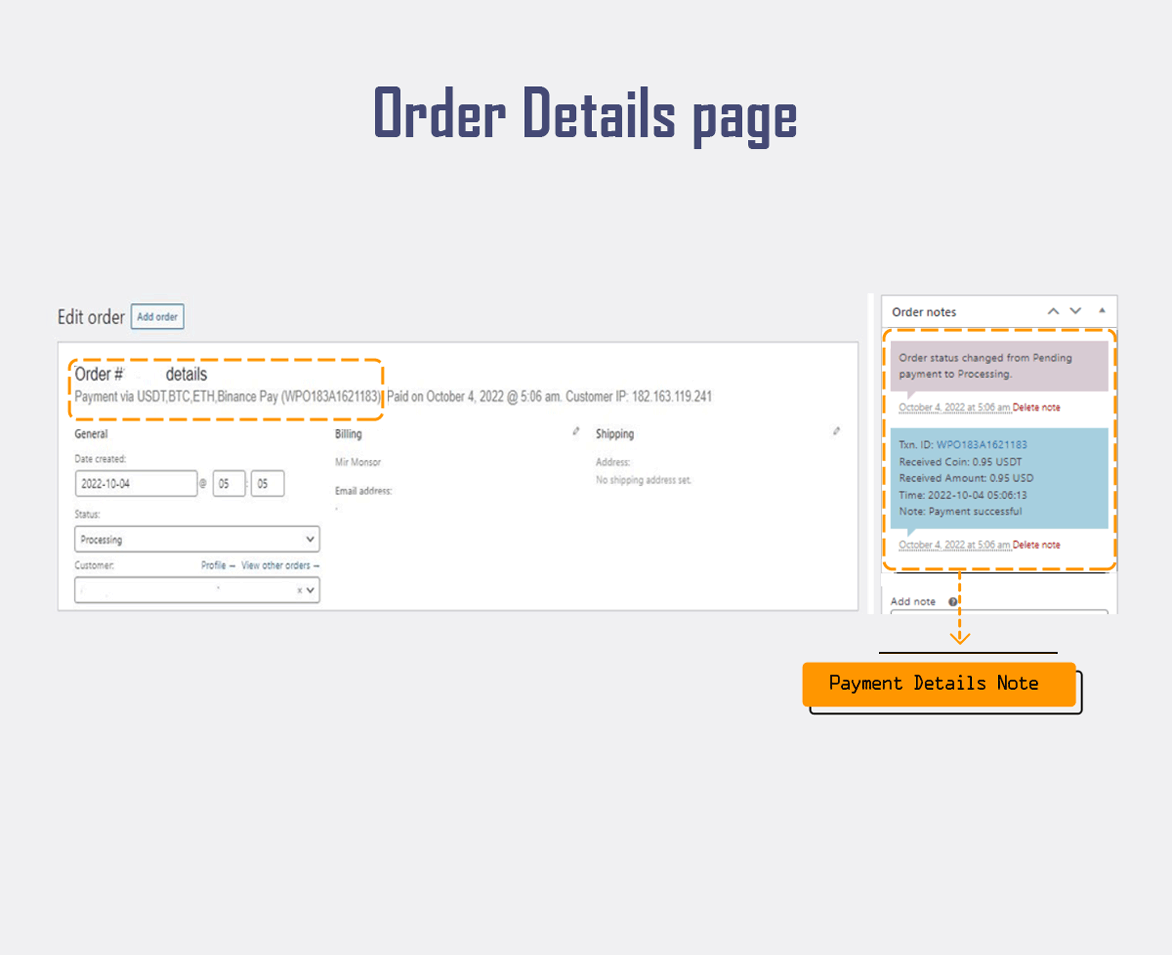 Order Details page
Edit order Add order
Order # details
Payment via USDT,BTC,ETH,Binance Pay (WPO183A1621183). Paid on October 4, 2022 @ 5:06 am. Customer IP: 182.163.119.241
General
Date created:
2022-10-04 @ 05 : 05
Status:
Processing
Customer: Profile → View other orders →
×
Billing
Mir Monsor
Email address:
Shipping
Address:
No shipping address set.
Order notes
Order status changed from Pending
payment to Processing.
October 4, 2022 at 5:06 am Delete note
Txn. ID: WPO183A1621183
Received Coin: 0.95 USDT
Received Amount: 0.95 USD
Time: 2022-10-04 05:06:13
Note: Payment successful
October 4, 2022 at 5:06 am Delete note
Add note ?
Payment Details Note